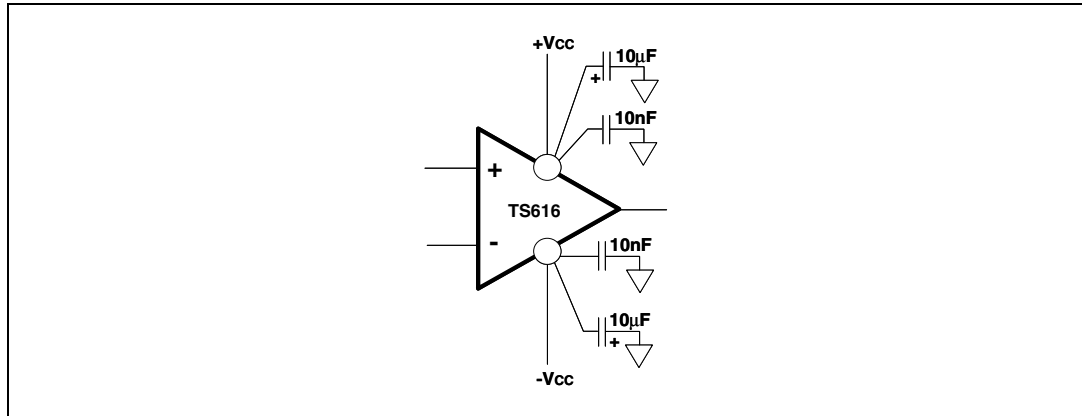 +VCC
10µF
+
10nF
+
TS616
-
10nF
10µF
+
-VCC